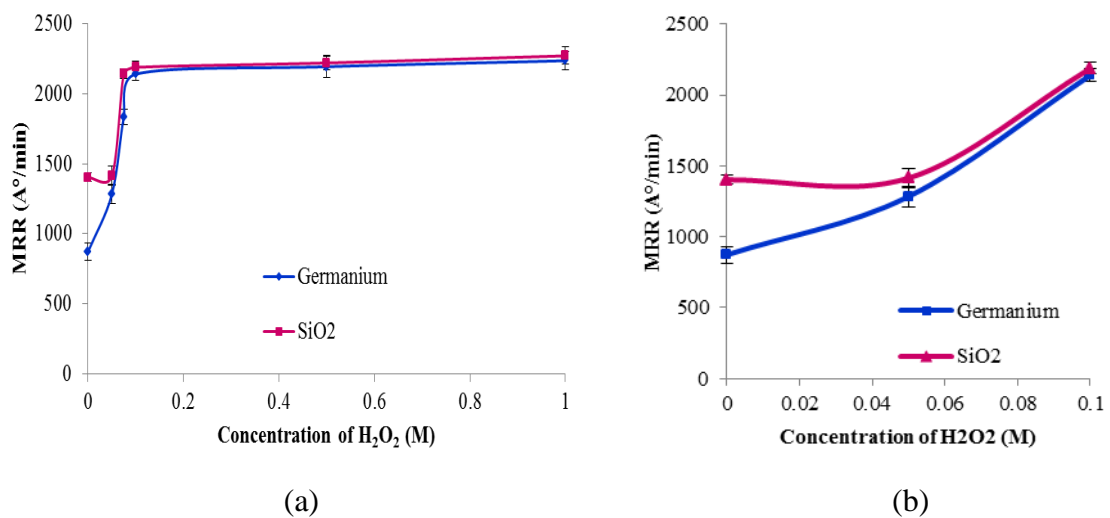 2500
2000
1500
1000
500
0
MRR (A°/min)
Germanium
SiO2
0 0.2 0.4 0.6 0.8 1
Concentration of H₂O₂ (M)
(a)
2500
2000
1500
1000
500
0
MRR (A°/min)
Germanium
SiO2
0 0.02 0.04 0.06 0.08 0.1
Concentration of H2O2 (M)
(b)